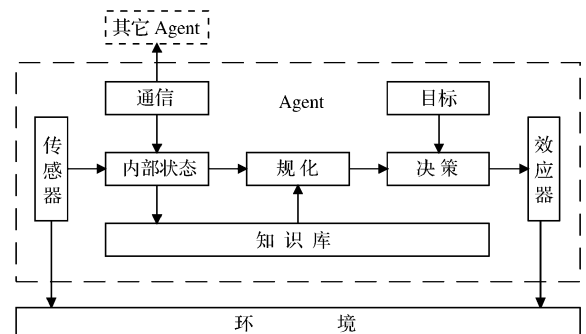 其它 Agent
通信
Agent
目标
传感器
内部状态
规化
决策
效应器
知识库
环境